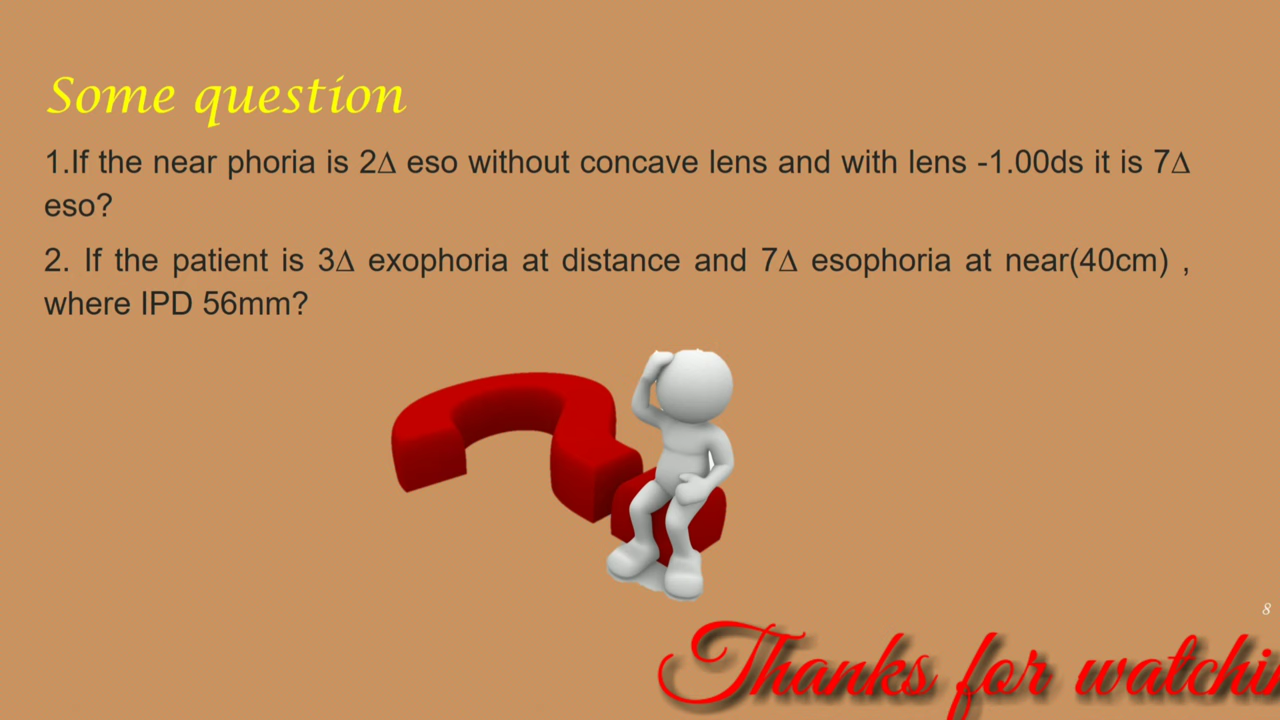 Some question
1.If the near phoria is 2∆ eso without concave lens and with lens -1.00ds it is 7∆
eso?
2. If the patient is 3∆ exophoria at distance and 7∆ esophoria at near(40cm) ,
where IPD 56mm?
8
Thanks for watchin